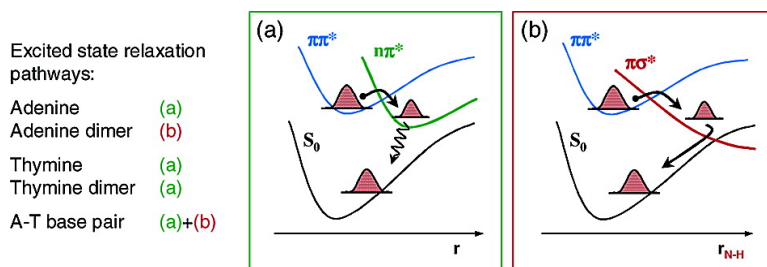 Excited state relaxation
pathways:
Adenine (a)
Adenine dimer (b)
Thymine (a)
Thymine dimer (a)
A-T base pair (a)+(b)
(a)
ππ*
nπ*
S0
r
(b)
ππ*
πσ*
S0
rN-H